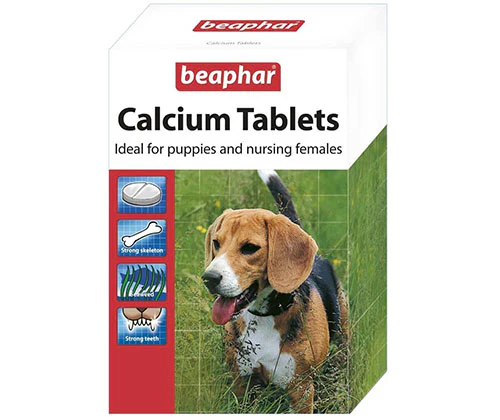 beaphar
Calcium Tablets
beaphar®
Calcium Tablets
Ideal for puppies and nursing females
Strong skeleton
Seaweed
Strong teeth